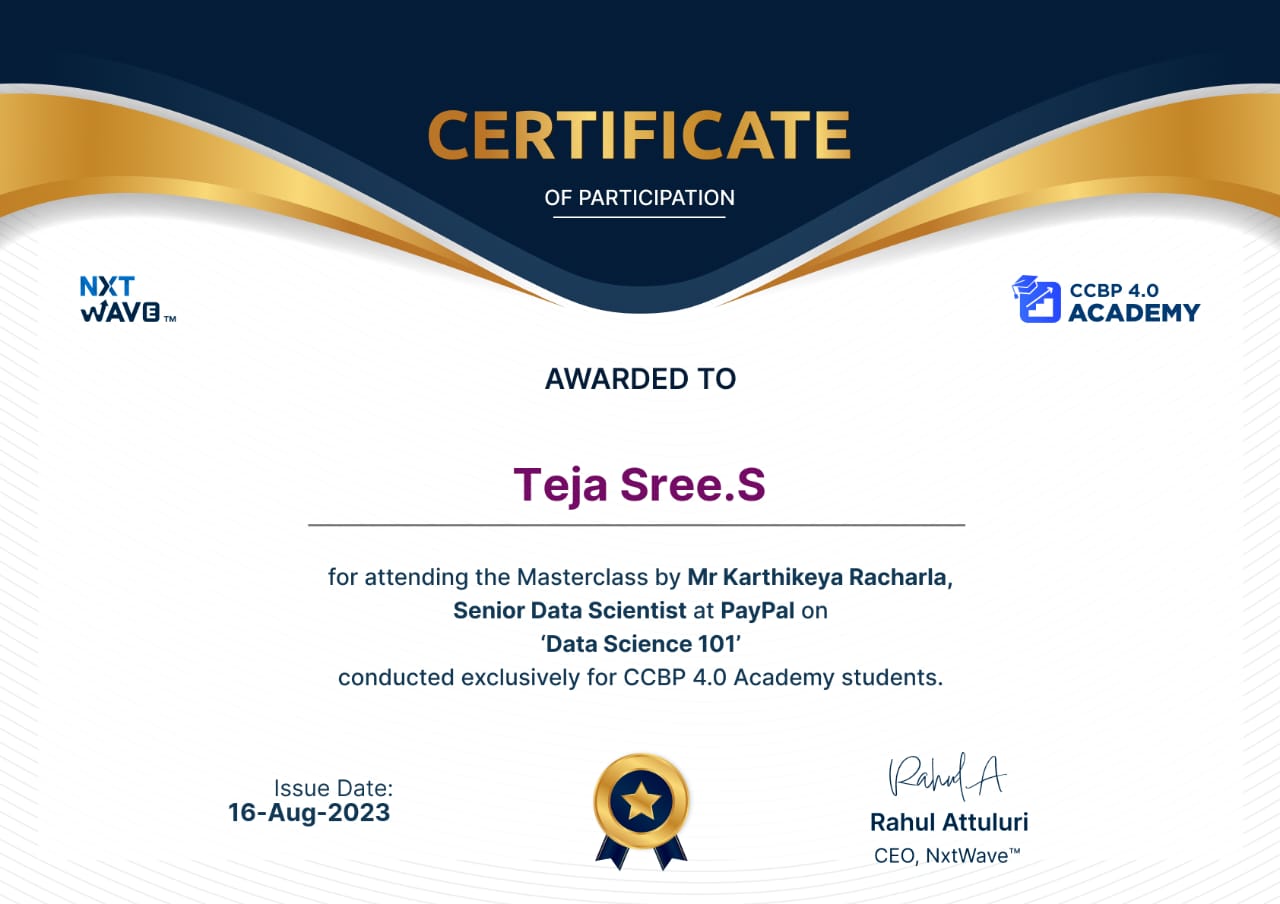 CERTIFICATE
OF PARTICIPATION
NXT
WAVE TM
CCBP 4.0
ACADEMY
AWARDED TO
Teja Sree.S
for attending the Masterclass by Mr Karthikeya Racharla,
Senior Data Scientist at PayPal on
‘Data Science 101’
conducted exclusively for CCBP 4.0 Academy students.
Issue Date:
16-Aug-2023
Rahul A
Rahul Attuluri
CEO, NxtWave™